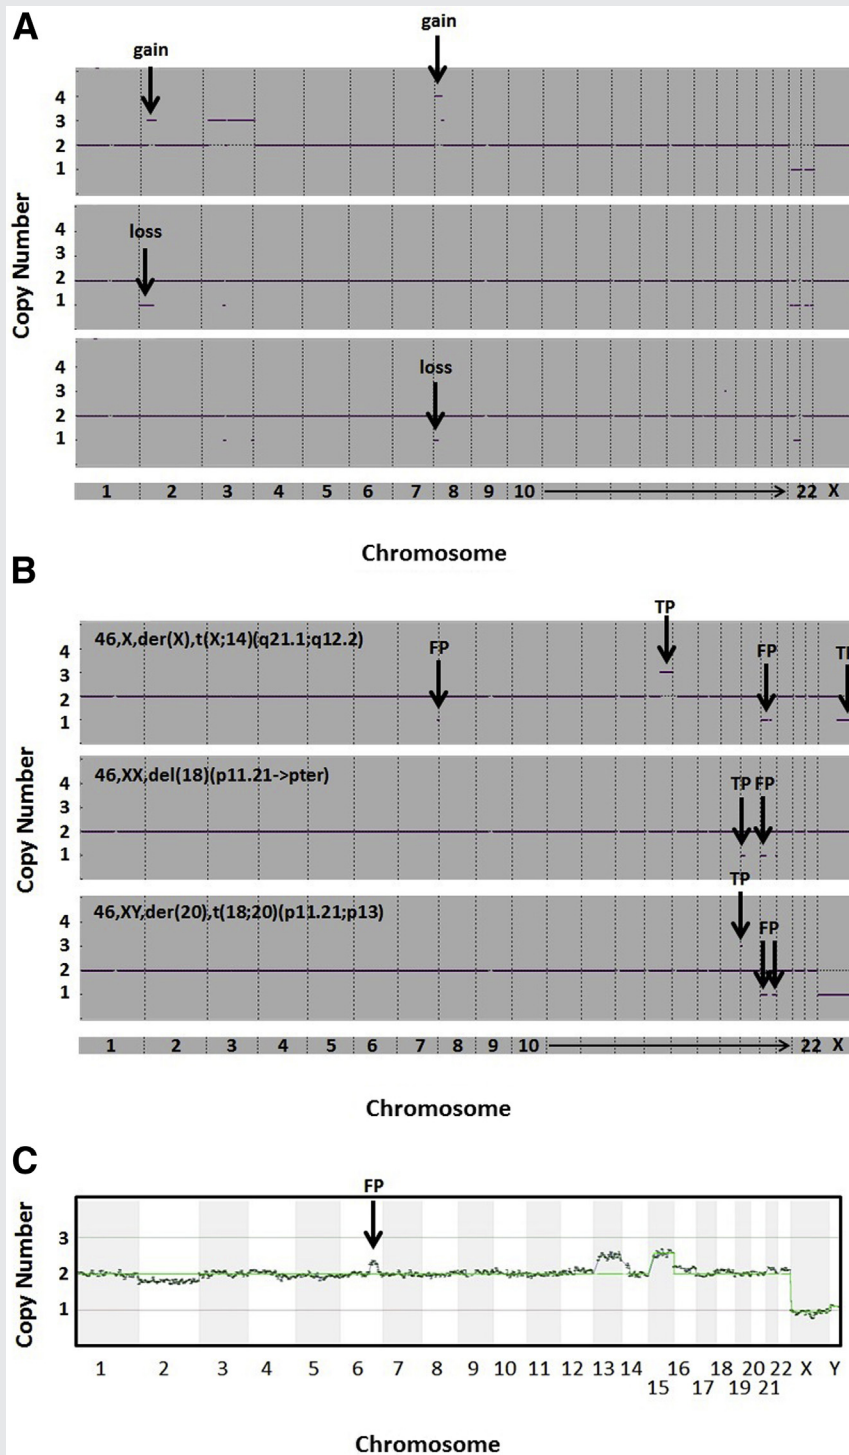 A
gain
gain
4
3
2
1
Copy Number
loss
4
3
2
1
loss
4
3
2
1
1 2 3 4 5 6 7 8 9 10 22 X
Chromosome
B
TP
46,X,der(X),t(X;14)(q21.1;q12.2)
FP
FP
4
3
2
1
Copy Number
46,XX,del(18)(p11.21->pter)
TP FP
4
3
2
1
TP
46,XY,der(20),t(18;20)(p11.21;p13)
FP
4
3
2
1
1 2 3 4 5 6 7 8 9 10 22 X
Chromosome
C
FP
Copy Number
3
2
1
1 2 3 4 5 6 7 8 9 10 11 12 13 14 16 18 20 22 X Y
15 17 19 21
Chromosome